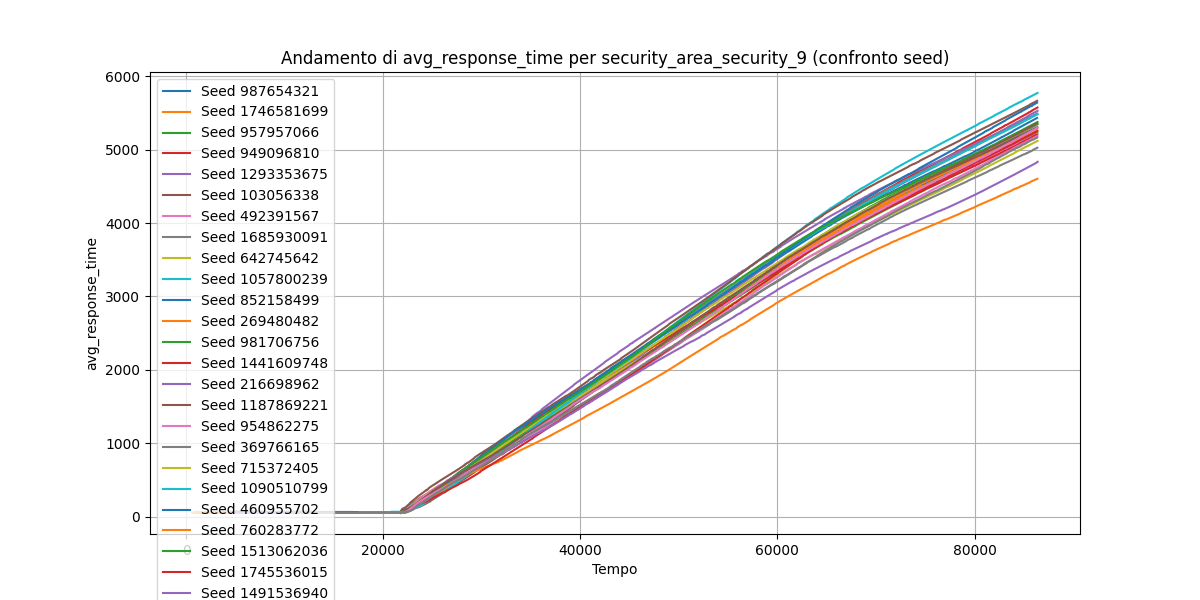 Andamento di avg_response_time per security_area_security_9 (confronto seed)
avg_response_time
6000
5000
4000
3000
2000
1000
0
Seed 987654321
Seed 1746581699
Seed 957957066
Seed 949096810
Seed 1293353675
Seed 103056338
Seed 492391567
Seed 1685930091
Seed 642745642
Seed 1057800239
Seed 852158499
Seed 269480482
Seed 981706756
Seed 1441609748
Seed 216698962
Seed 1187869221
Seed 954862275
Seed 369766165
Seed 715372405
Seed 1090510799
Seed 460955702
Seed 760283772
Seed 1513062036
Seed 1745536015
Seed 1491536940
0
20000
40000
60000
80000
Tempo